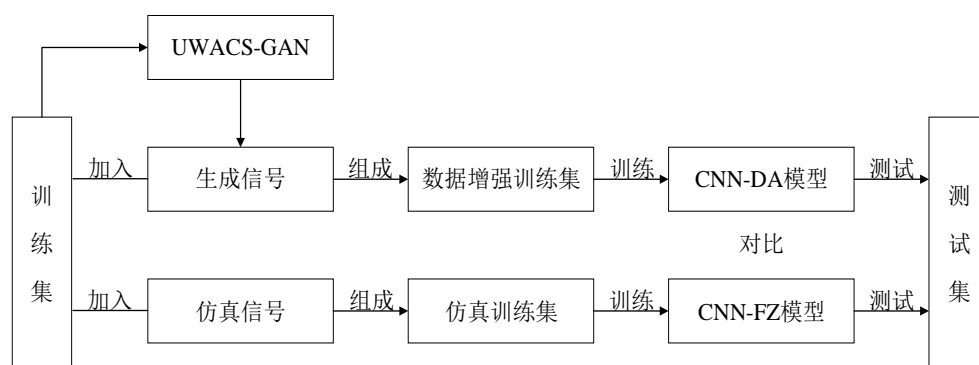 UWACS-GAN
训练集
加入
生成信号
组成
数据增强训练集
训练
CNN-DA模型
测试
测试集
对比
加入
仿真信号
组成
仿真训练集
训练
CNN-FZ模型
测试